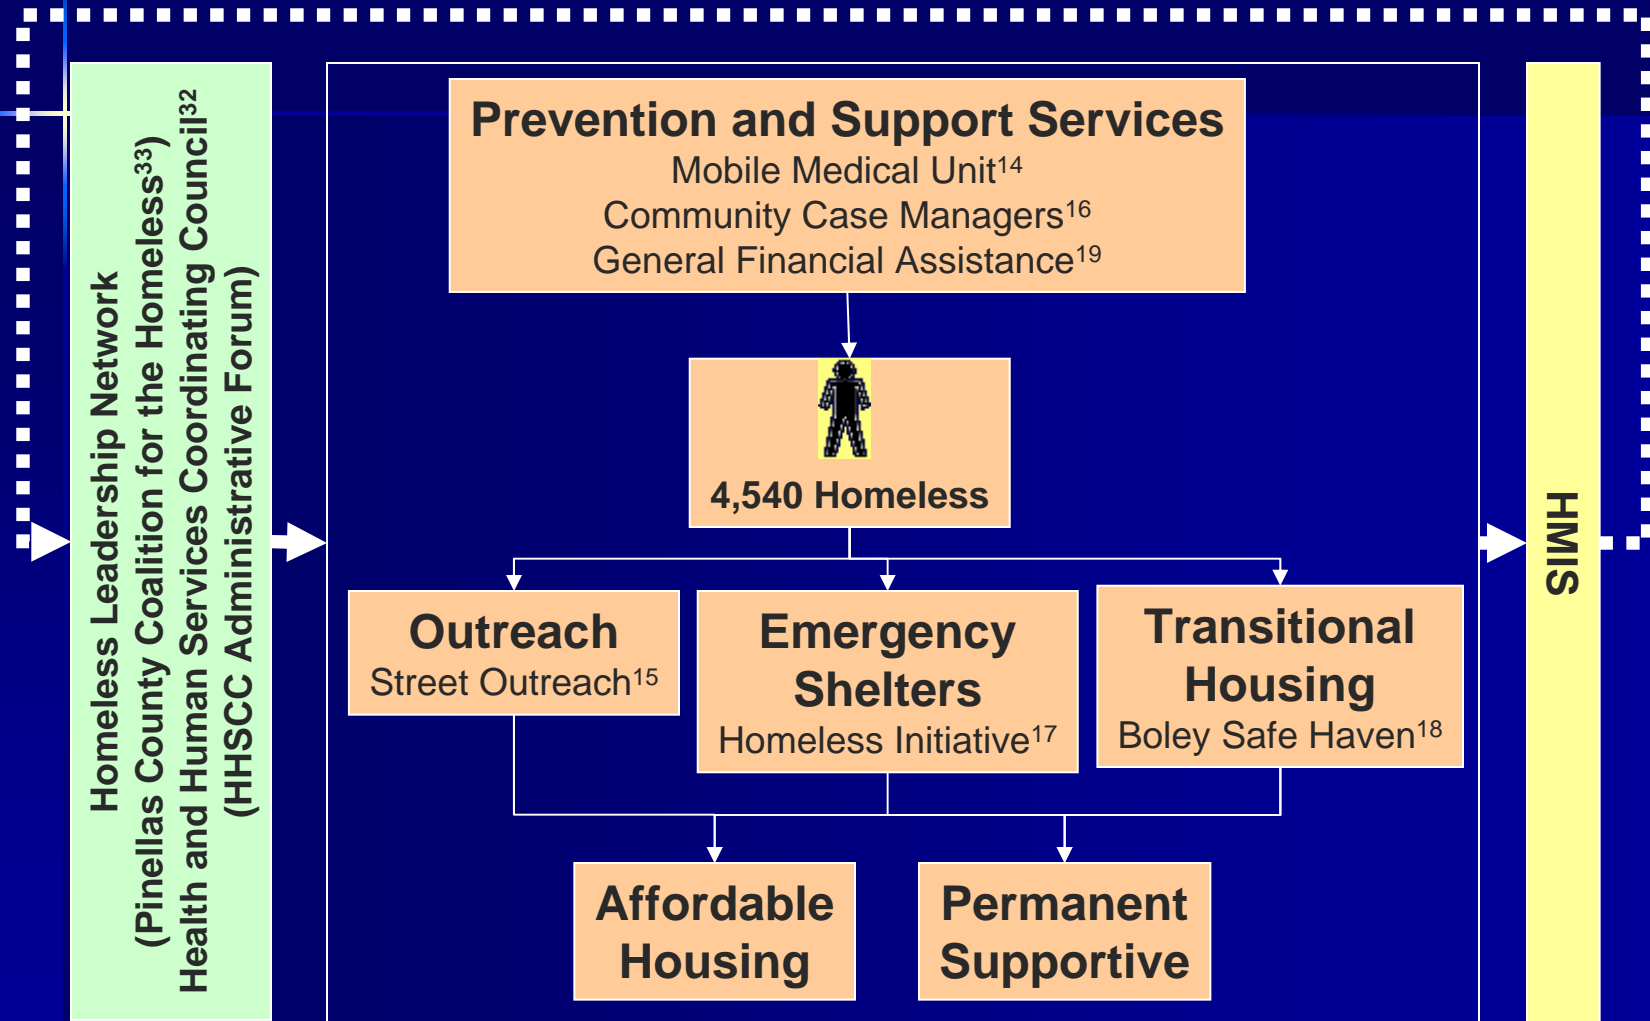 Homeless Leadership Network
(Pinellas County Coalition for the Homeless³³)
Health and Human Services Coordinating Council³²
(HHSCC Administrative Forum)
Prevention and Support Services
Mobile Medical Unit¹⁴
Community Case Managers¹⁶
General Financial Assistance¹⁹
4,540 Homeless
Outreach
Street Outreach¹⁵
Emergency
Shelters
Homeless Initiative¹⁷
Transitional
Housing
Boley Safe Haven¹⁸
Affordable
Housing
Permanent
Supportive
HMIS